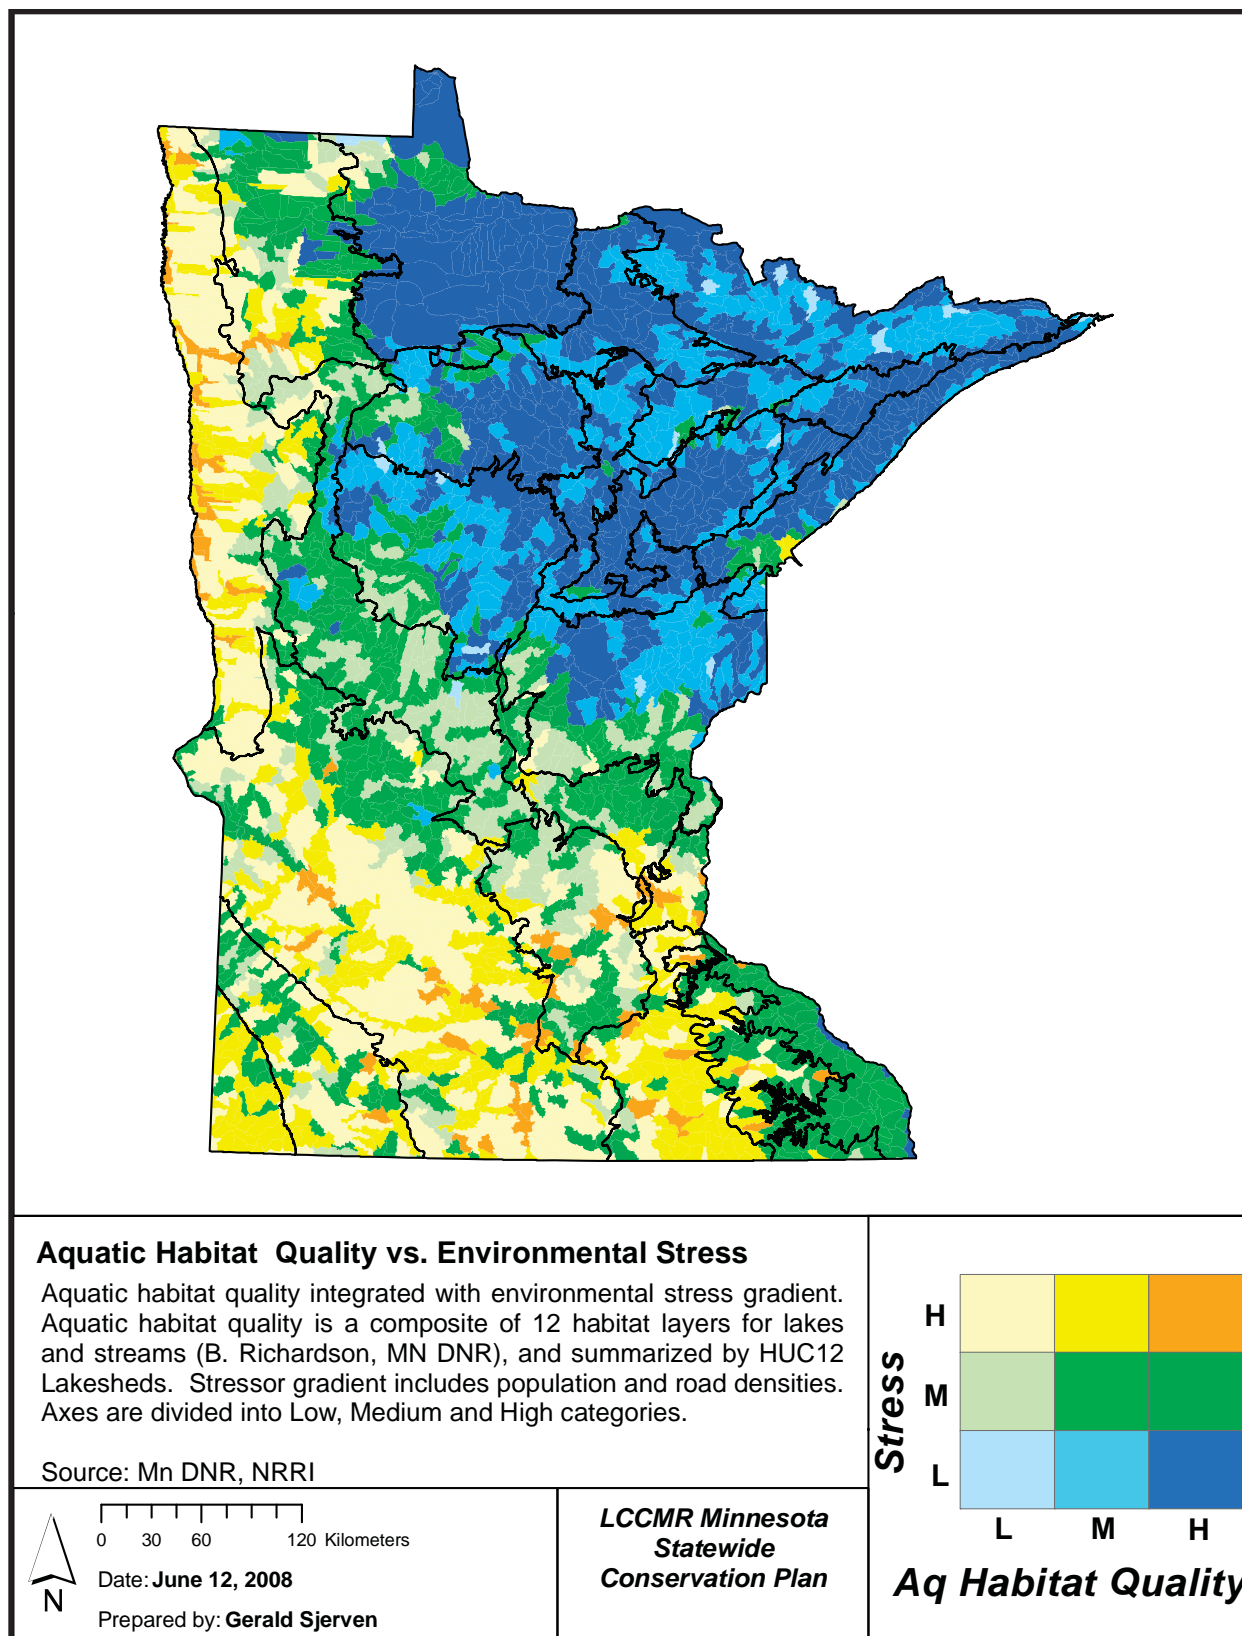 Aquatic Habitat Quality vs. Environmental Stress
Aquatic habitat quality integrated with environmental stress gradient.
Aquatic habitat quality is a composite of 12 habitat layers for lakes
and streams (B. Richardson, MN DNR), and summarized by HUC12
Lakesheds. Stressor gradient includes population and road densities.
Axes are divided into Low, Medium and High categories.
Source: Mn DNR, NRRI
N
0 30 60 120 Kilometers
Date: June 12, 2008
Prepared by: Gerald Sjerven
LCCMR Minnesota
Statewide
Conservation Plan
Stress
H
M
L
L M H
Aq Habitat Quality